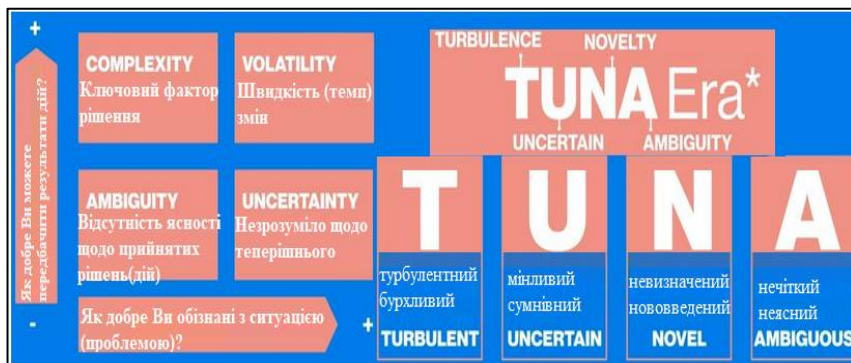 +
Як добре Ви можете
передбачити результати дій?
-
COMPLEXITY
Ключовий фактор
рішення
VOLATILITY
Швидкість (темп)
змін
AMBIGUITY
Відсутність ясності
щодо прийнятих
рішень(дій)
UNCERTAINTY
Незрозуміло щодо
теперішнього
Як добре Ви обізнані з ситуацією
(проблемою)?
+
TURBULENCE NOVELTY
TUNA Era*
UNCERTAIN AMBIGUITY
T
турбулентний
бурхливий
TURBULENT
U
мінливий
сумнівний
UNCERTAIN
N
невизначений
нововведений
NOVEL
A
нечіткий
неясний
AMBIGUOUS